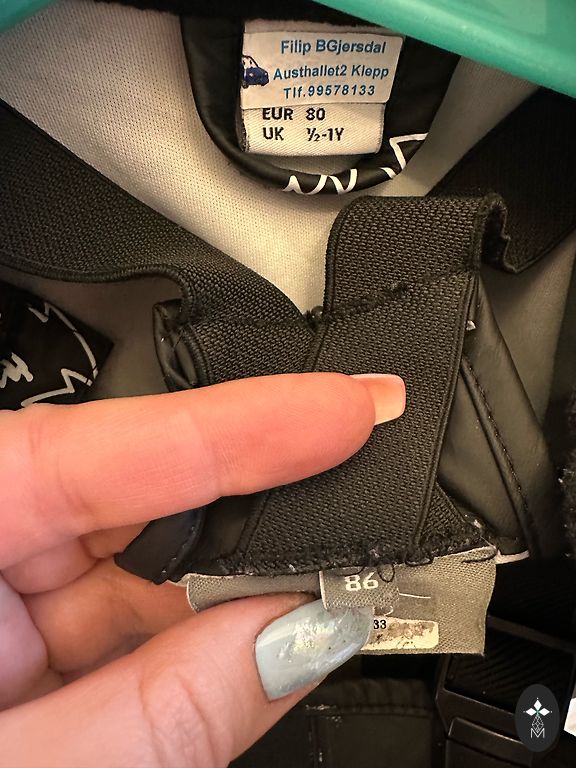 Filip BGjersdal
Austhallet2 Klepp
Tlf.99578133
EUR 80
UK ½-1Y
86
33